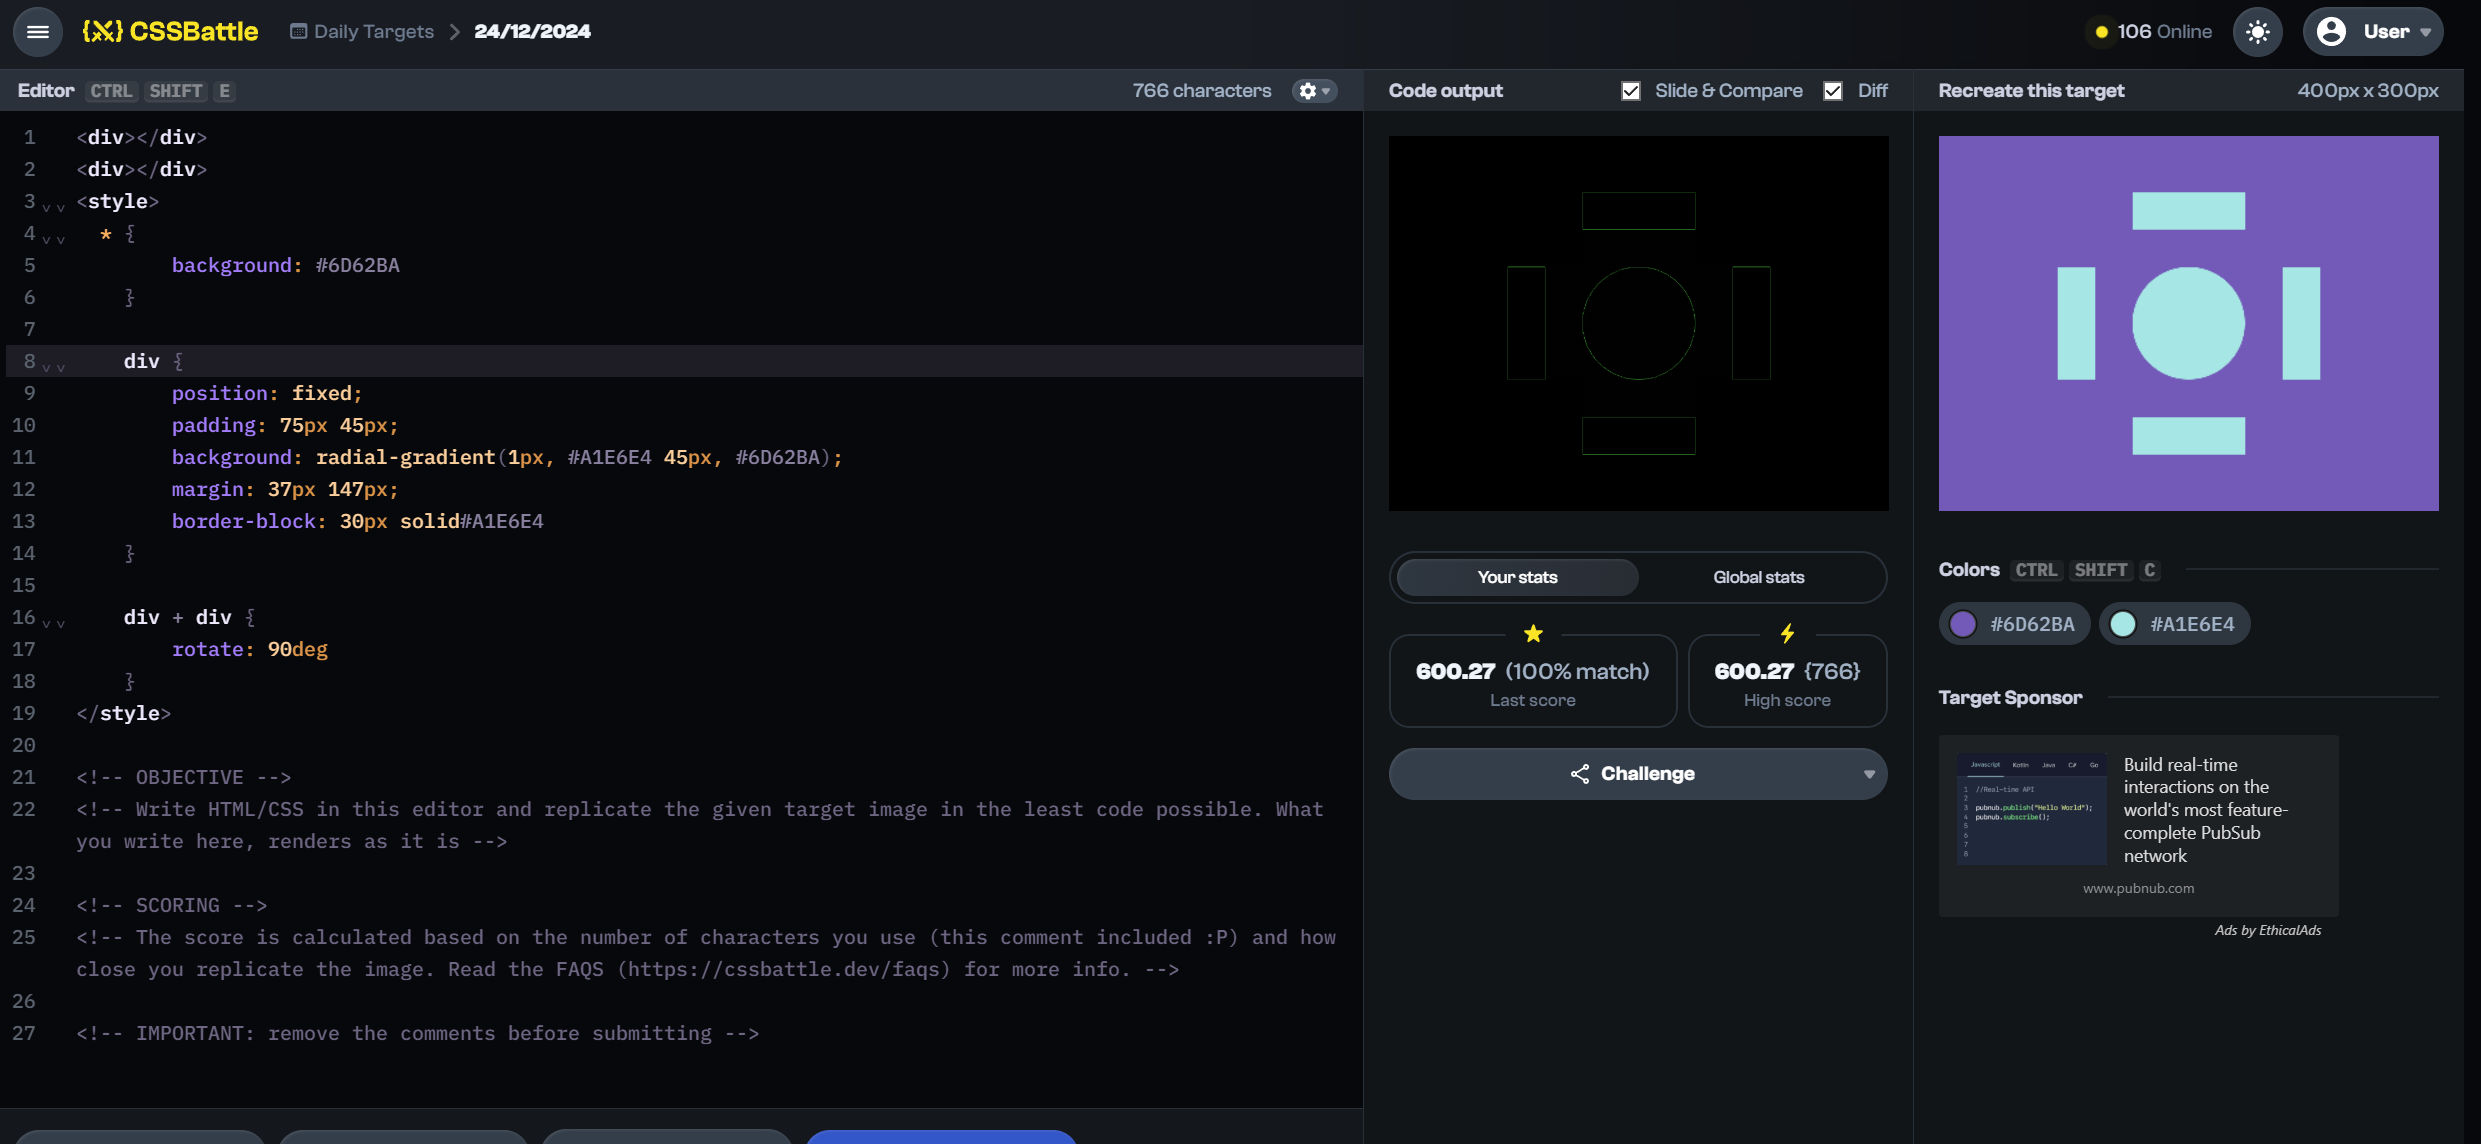 {X} CSSBattle
Daily Targets
24/12/2024
106 Online
User
Editor CTRL SHIFT E
766 characters
1 <div></div>
2 <div></div>
3 <style>
4 * {
5 background: #6D62BA
6 }
7
8 div {
9 position: fixed;
10 padding: 75px 45px;
11 background: radial-gradient(1px, #A1E6E4 45px, #6D62BA);
12 margin: 37px 147px;
13 border-block: 30px solid#A1E6E4
14 }
15
16 div + div {
17 rotate: 90deg
18 }
19 </style>
20
21 <!-- OBJECTIVE -->
22 <!-- Write HTML/CSS in this editor and replicate the given target image in the least code possible. What
you write here, renders as it is -->
23
24 <!-- SCORING -->
25 <!-- The score is calculated based on the number of characters you use (this comment included :P) and how
close you replicate the image. Read the FAQS (https://cssbattle.dev/faqs) for more info. -->
26
27 <!-- IMPORTANT: remove the comments before submitting -->
Code output
Slide & Compare
Diff
Your stats
Global stats
600.27 (100% match)
Last score
600.27 {766}
High score
Challenge
Recreate this target
400px x 300px
Colors CTRL SHIFT C
#6D62BA
#A1E6E4
Target Sponsor
Javascript Kotlin Java C# Go
1 //Real-time API
2
3 pubnub.publish("Hello World");
4 pubnub.subscribe();
5
6
7
8
Build real-time
interactions on the
world's most feature-
complete PubSub
network
www.pubnub.com
Ads by EthicalAds